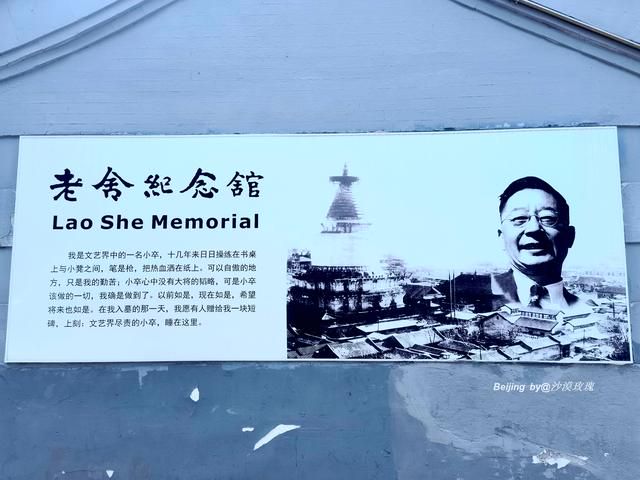 老舍纪念馆
Lao She Memorial
我是文艺界中的一名小卒，十几年来日日操练在书桌
上与小凳之间，笔是枪，把热血洒在纸上。可以自傲的地
方，只是我的勤苦；小卒心中没有大将的韬略，可是小卒
该做的一切，我确是做到了。以前如是，现在如是，希望
将来也如是。在我入墓的那一天，我愿有人赠给我一块短
碑，上刻：文艺界尽责的小卒，睡在这里。
Beijing by@沙漠玫瑰